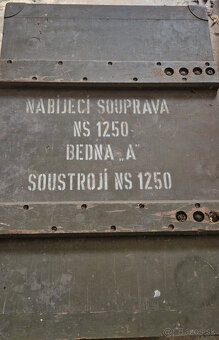 NABÍJECÍ SOUPRAVA
NS 1250
BEDNA „A"
SOUSTROJÍ NS 1250